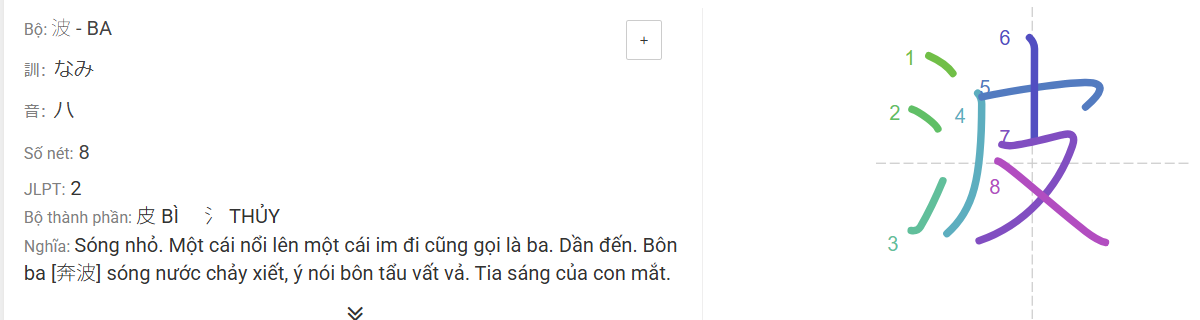 Bộ: 波 - BA
+
訓: なみ
音: ハ
Số nét: 8
JLPT: 2
Bộ thành phần: 皮 BÌ 氵 THỦY
Nghĩa: Sóng nhỏ. Một cái nổi lên một cái im đi cũng gọi là ba. Dần đến. Bôn
ba [奔波] sóng nước chảy xiết, ý nói bôn tẩu vất vả. Tia sáng của con mắt.
波
1
2
3
4
5
6
7
8